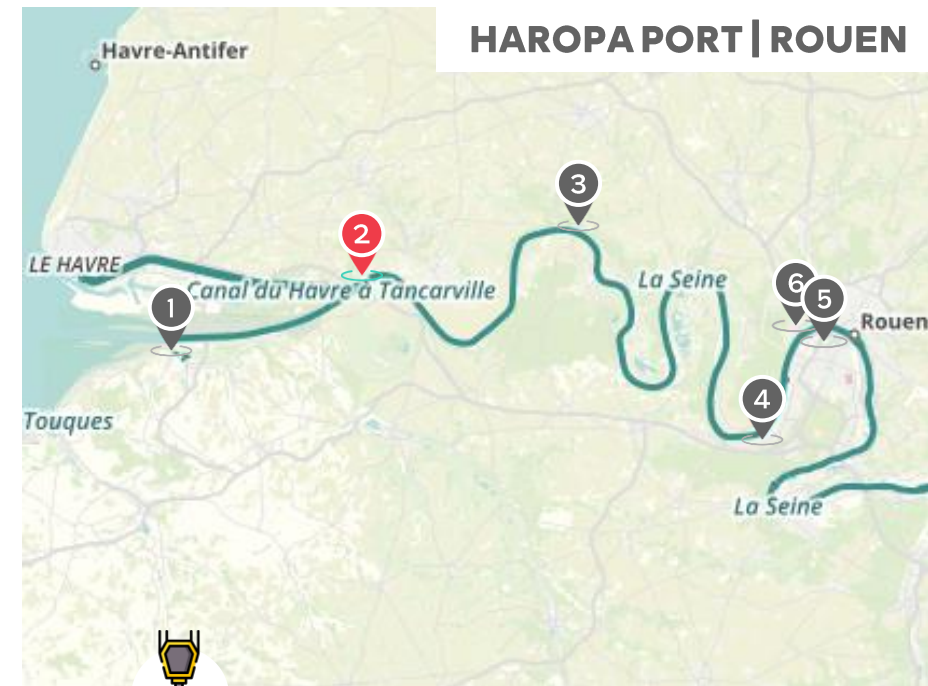 HAROPA PORT | ROUEN
Havre-Antifer
3
2
LE HAVRE
La Seine
Canal du Havre à Tancarville
1
6
5
Rouen
4
Touques
La Seine